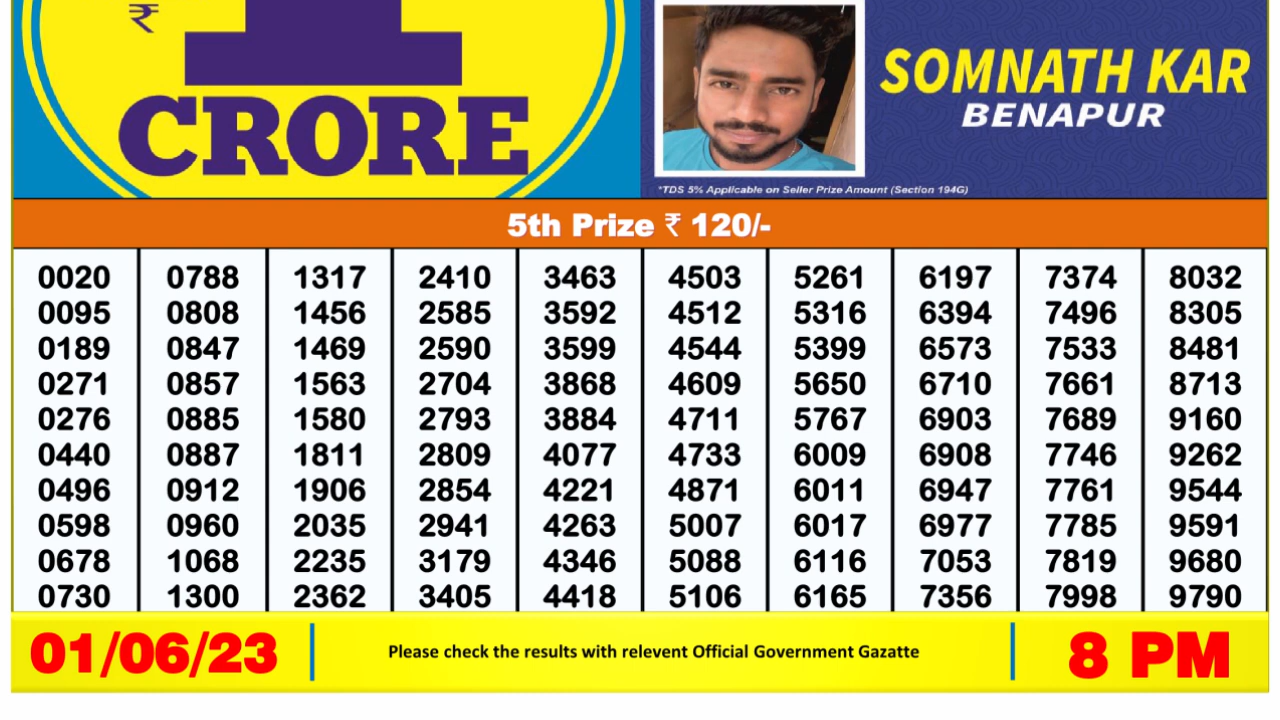 ₹
1
CRORE
SOMNATH KAR
BENAPUR
*TDS 5% Applicable on Seller Prize Amount (Section 194G)
5th Prize ₹ 120/-
0020 0788 1317 2410 3463 4503 5261 6197 7374 8032
0095 0808 1456 2585 3592 4512 5316 6394 7496 8305
0189 0847 1469 2590 3599 4544 5399 6573 7533 8481
0271 0857 1563 2704 3868 4609 5650 6710 7661 8713
0276 0885 1580 2793 3884 4711 5767 6903 7689 9160
0440 0887 1811 2809 4077 4733 6009 6908 7746 9262
0496 0912 1906 2854 4221 4871 6011 6947 7761 9544
0598 0960 2035 2941 4263 5007 6017 6977 7785 9591
0678 1068 2235 3179 4346 5088 6116 7053 7819 9680
0730 1300 2362 3405 4418 5106 6165 7356 7998 9790
01/06/23
Please check the results with relevent Official Government Gazatte
8 PM